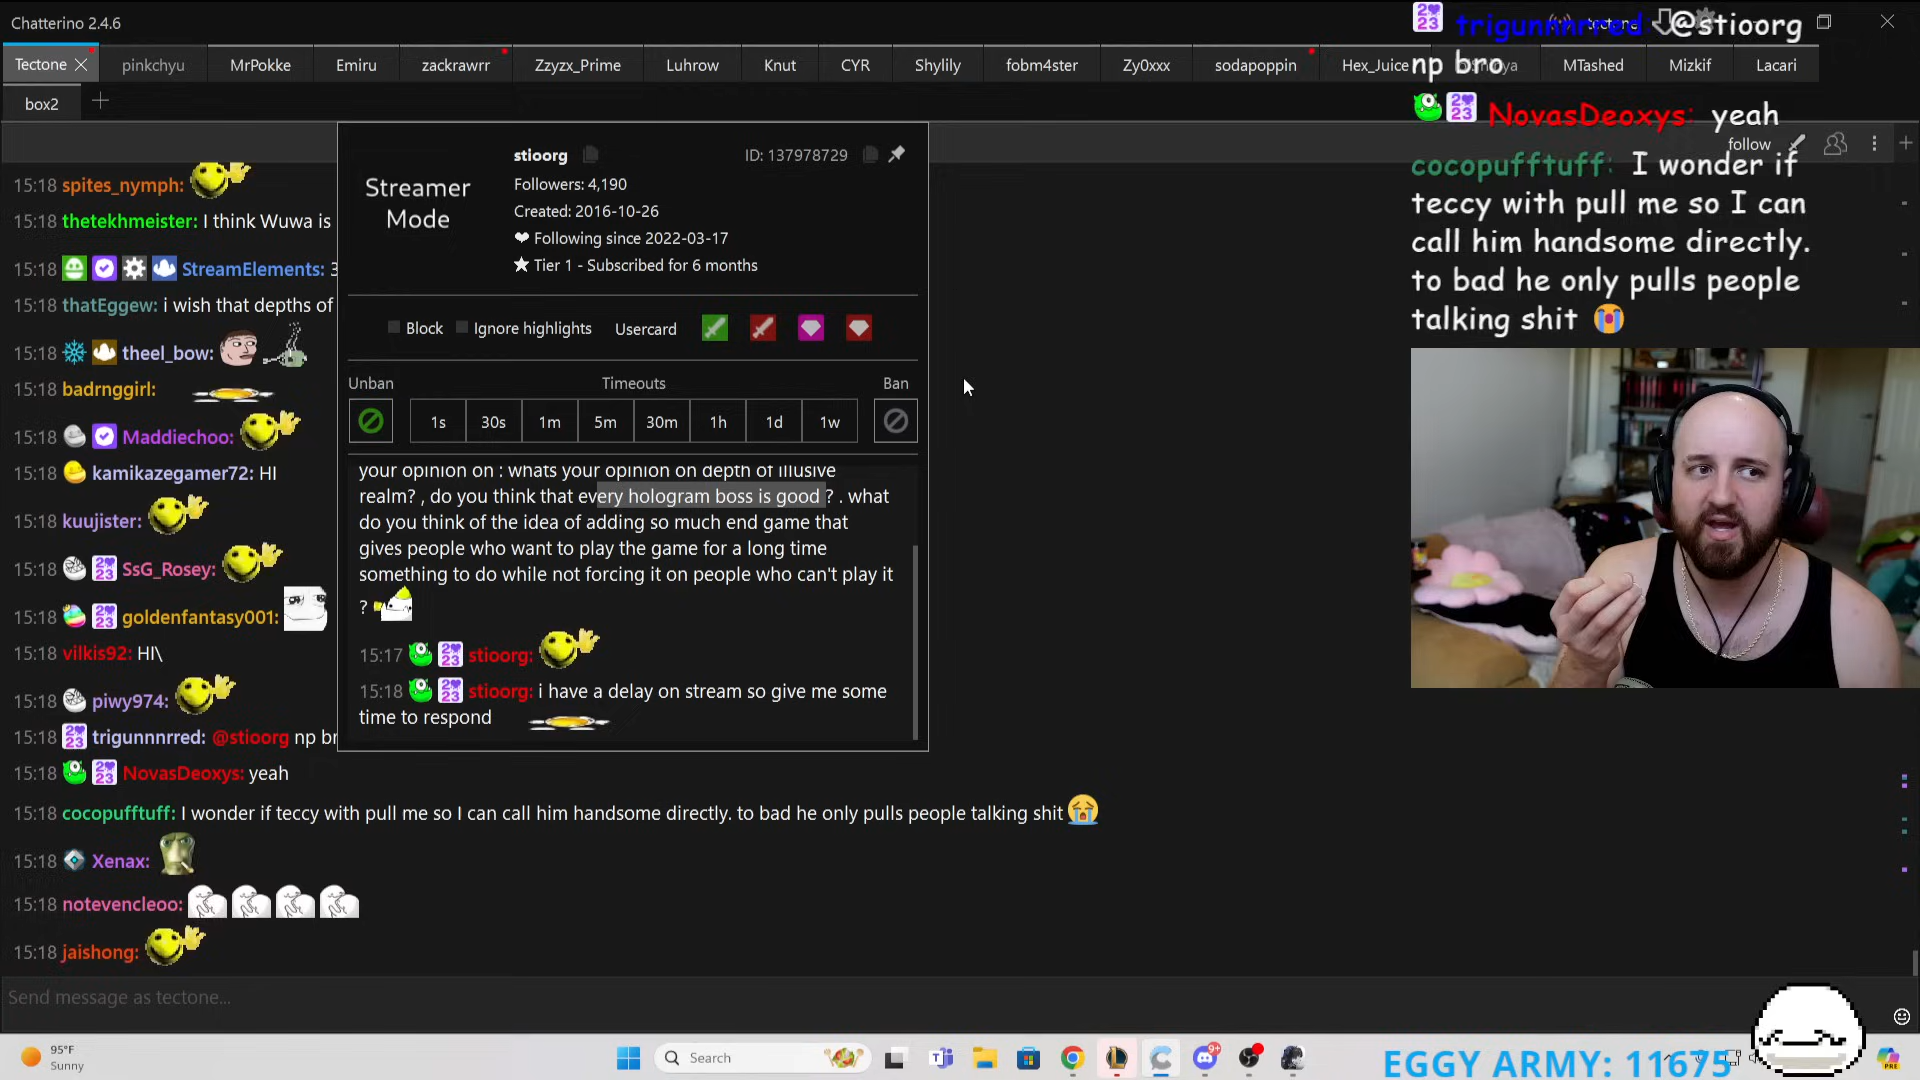 Chatterino 2.4.6
Tectone pinkchyu MrPokke Emiru zackrawrr Zzyzx_Prime Luhrow Knut CYR Shylily fobm4ster Zy0xxx sodapoppin Hex_Juice MTashed Mizkif Lacari
box2
15:18 spites_nymph:
15:18 thetekhmeister: I think Wuwa is
15:18 StreamElements: 3
15:18 thatEggew: i wish that depths of
15:18 theel_bow:
15:18 badrnggirl:
15:18 Maddiechoo:
15:18 kamikazegamer72: HI
15:18 kuujister:
15:18 SsG_Rosey:
15:18 goldenfantasy001:
15:18 vilkis92: HI\
15:18 piwy974:
15:18 trigunnnrred: @stioorg np br
15:18 NovasDeoxys: yeah
15:18 cocopufftuff: I wonder if teccy with pull me so I can call him handsome directly. to bad he only pulls people talking shit
15:18 Xenax:
15:18 notevencleoo:
15:18 jaishong:
Send message as tectone...
Streamer
Mode
stioorg ID: 137978729
Followers: 4,190
Created: 2016-10-26
Following since 2022-03-17
Tier 1 - Subscribed for 6 months
Block Ignore highlights Usercard
Unban Timeouts Ban
1s 30s 1m 5m 30m 1h 1d 1w
your opinion on : whats your opinion on depth of illusive
realm? , do you think that every hologram boss is good ? . what
do you think of the idea of adding so much end game that
gives people who want to play the game for a long time
something to do while not forcing it on people who can't play it
?
15:17 stioorg:
15:18 stioorg: i have a delay on stream so give me some
time to respond
trigunnnrred: @stioorg
np bro
NovasDeoxys: yeah
follow
cocopufftuff: I wonder if
teccy with pull me so I can
call him handsome directly.
to bad he only pulls people
talking shit
95°F
Sunny
Search
9+
EGGY ARMY: 11675
PRE